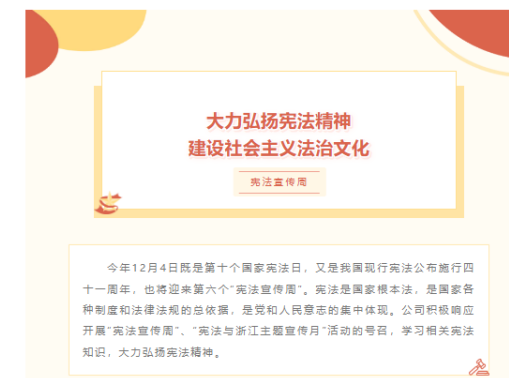 大力弘扬宪法精神
建设社会主义法治文化
宪法宣传周
今年12月4日既是第十个国家宪法日，又是我国现行宪法公布施行四
十一周年，也将迎来第六个“宪法宣传周”。宪法是国家根本法，是国家各
种制度和法律法规的总依据，是党和人民意志的集中体现。公司积极响应
开展“宪法宣传周”、“宪法与浙江主题宣传月”活动的号召，学习相关宪法
知识，大力弘扬宪法精神。